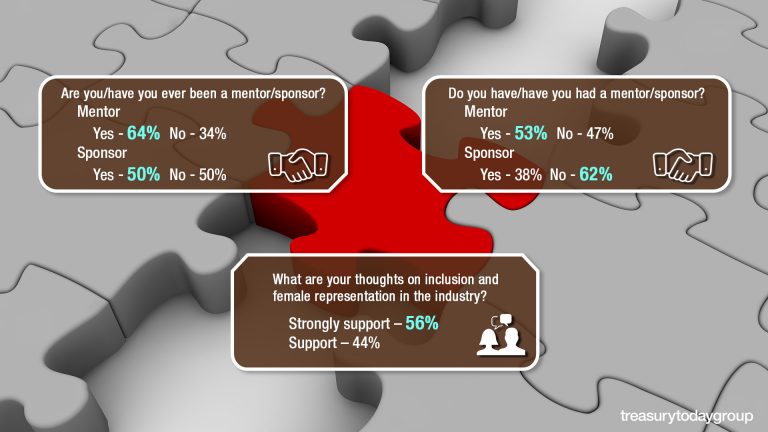 Are you/have you ever been a mentor/sponsor?
Mentor
Yes - 64% No - 34%
Sponsor
Yes - 50% No - 50%
Do you have/have you had a mentor/sponsor?
Mentor
Yes - 53% No - 47%
Sponsor
Yes - 38% No - 62%
What are your thoughts on inclusion and
female representation in the industry?
Strongly support – 56%
Support – 44%
treasurytodaygroup